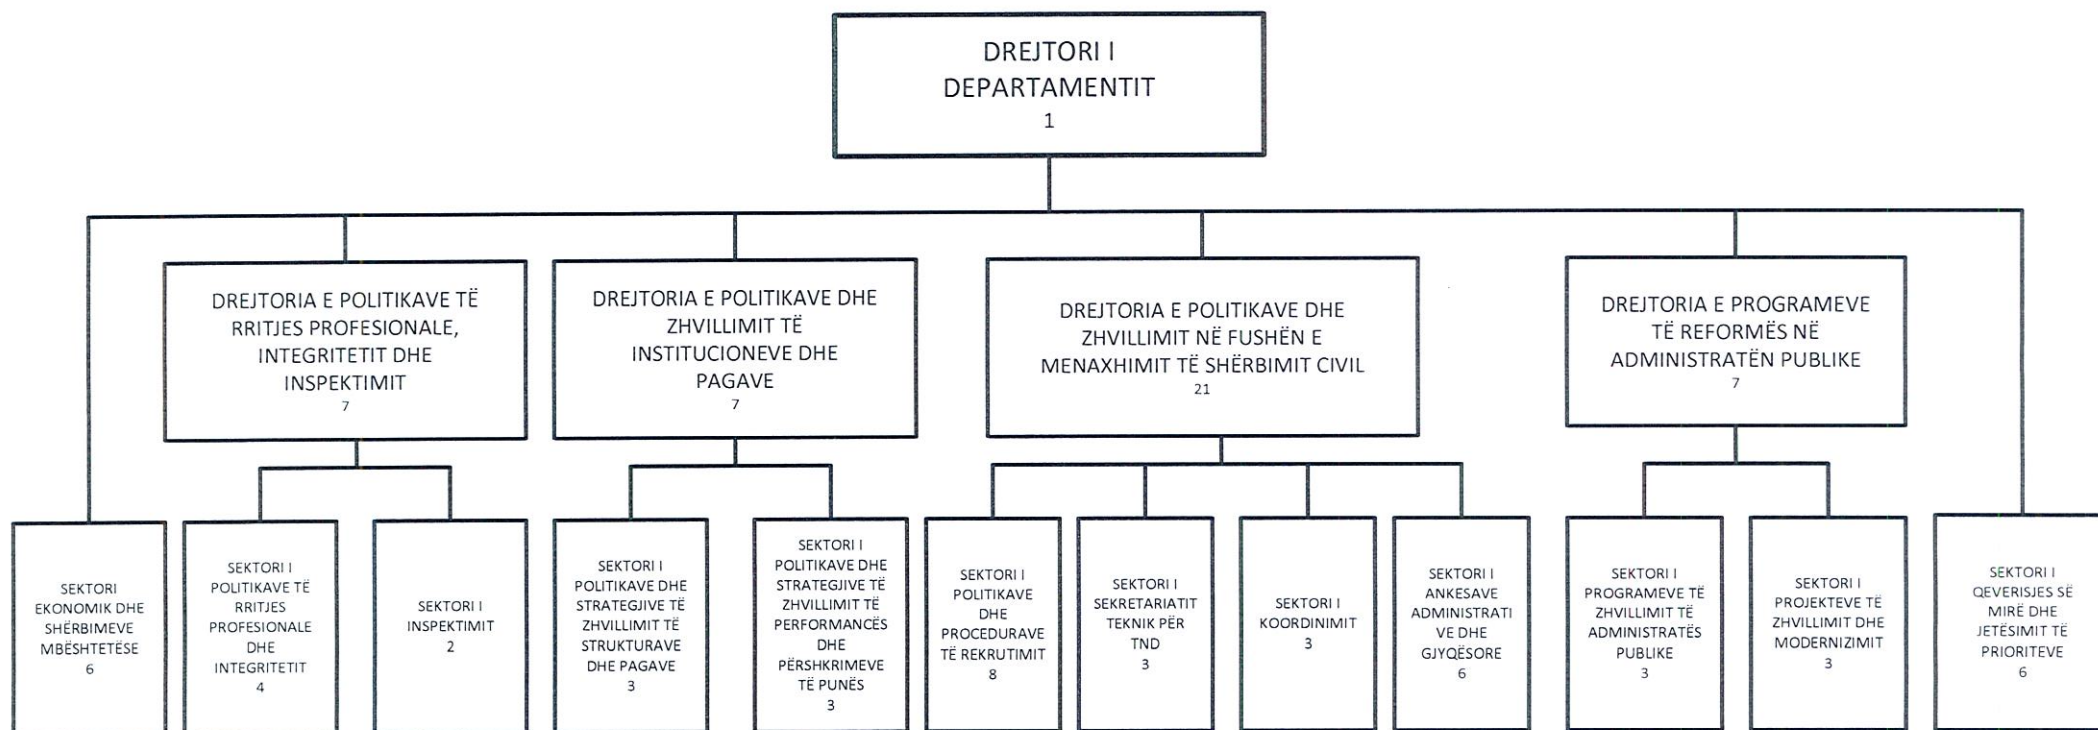 DREJTORI I
DEPARTAMENTIT
1
DREJTORIA E POLITIKAVE TË
RRITJES PROFESIONALE,
INTEGRITETIT DHE
INSPEKTIMIT
7
DREJTORIA E POLITIKAVE DHE
ZHVILLIMIT TË
INSTITUCIONEVE DHE
PAGAVE
7
DREJTORIA E POLITIKAVE DHE
ZHVILLIMIT NË FUSHËN E
MENAXHIMIT TË SHËRBIMIT CIVIL
21
DREJTORIA E PROGRAMEVE
TË REFORMËS NË
ADMINISTRATËN PUBLIKE
7
SEKTORI
EKONOMIK DHE
SHËRBIMEVE
MBËSHTETËSE
6
SEKTORI I
POLITIKAVE TË
RRITJES
PROFESIONALE
DHE
INTEGRITETIT
4
SEKTORI I
INSPEKTIMIT
2
SEKTORI I
POLITIKAVE DHE
STRATEGJIVE TË
ZHVILLIMIT TË
STRUKTURAVE
DHE PAGAVE
3
SEKTORI I
POLITIKAVE DHE
STRATEGJIVE TË
ZHVILLIMIT TË
PERFORMANCËS
DHE
PËRSHKRIMEVE
TË PUNËS
3
SEKTORI I
POLITIKAVE
DHE
PROCEDURAVE
TË REKRUTIMIT
8
SEKTORI I
SEKRETARIATIT
TEKNIK PËR
TND
3
SEKTORI I
KOORDINIMIT
3
SEKTORI I
ANKESAVE
ADMINISTRATI
VE DHE
GJYQËSORE
6
SEKTORI I
PROGRAMEVE TË
ZHVILLIMIT TË
ADMINISTRATËS
PUBLIKE
3
SEKTORI I
PROJEKTEVE TË
ZHVILLIMIT DHE
MODERNIZIMIT
3
SEKTORI I
QEVERISJES SË
MIRË DHE
JETËSIMIT TË
PRIORITEVE
6